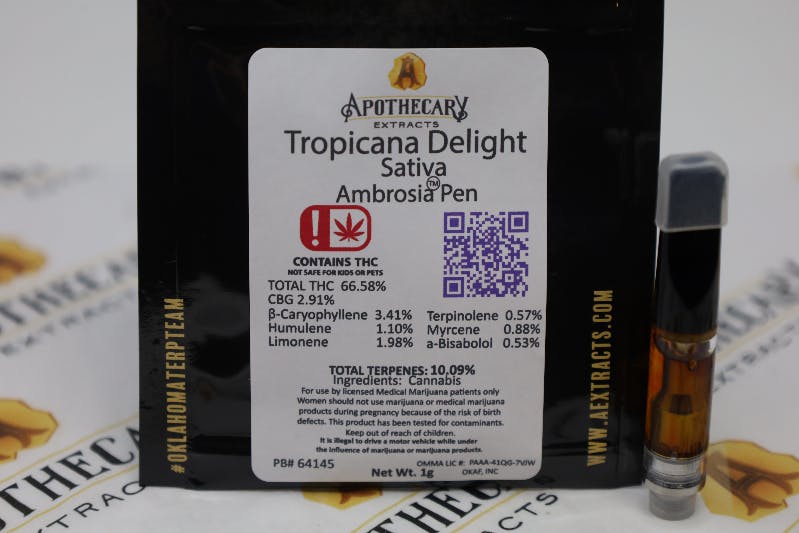 APOTHECARY
EXTRACTS
Tropicana Delight
Sativa
Ambrosia™ Pen
!
CONTAINS THC
NOT SAFE FOR KIDS OR PETS
TOTAL THC 66.58%
CBG 2.91%
β-Caryophyllene 3.41% Terpinolene 0.57%
Humulene 1.10% Myrcene 0.88%
Limonene 1.98% a-Bisabolol 0.53%
TOTAL TERPENES: 10.09%
Ingredients: Cannabis
For use by licensed Medical Marijuana patients only
Women should not use marijuana or medical marijuana
products during pregnancy because of the risk of birth
defects. This product has been tested for contaminants.
Keep out of reach of children.
It is illegal to drive a motor vehicle while under
the influence of marijuana or marijuana products.
PB# 64145 OMMA LIC #: PAAA-41QG-7VJW
Net Wt. 1g OKAF, INC
#OKLAHOMATERPTEAM
WWW.AEXTRACTS.COM